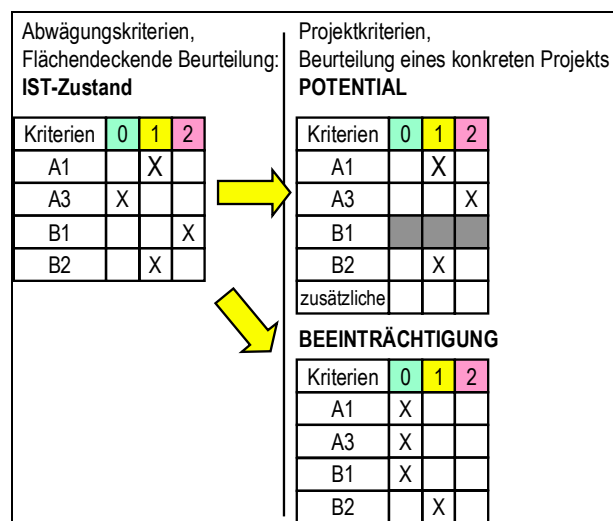 Abwägungskriterien,
Flächendeckende Beurteilung:
IST-Zustand
Kriterien 0 1 2
A1 X
A3 X
B1 X
B2 X
Projektkriterien,
Beurteilung eines konkreten Projekts
POTENTIAL
Kriterien 0 1 2
A1 X
A3 X
B1
B2 X
zusätzliche
BEEINTRÄCHTIGUNG
Kriterien 0 1 2
A1 X
A3 X
B1 X
B2 X